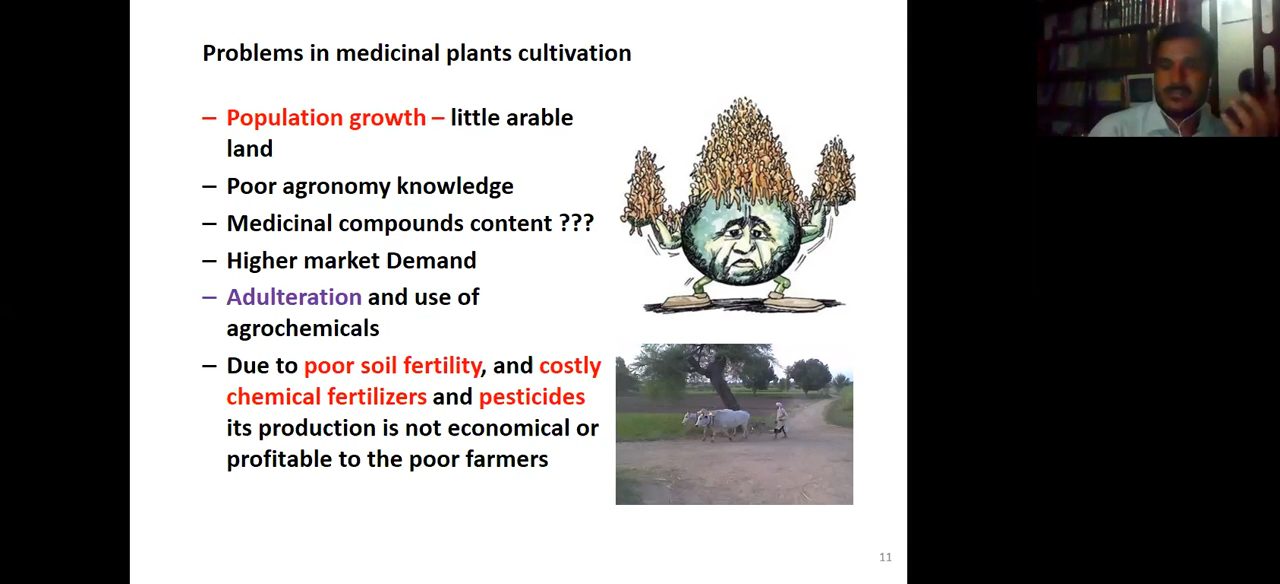 Problems in medicinal plants cultivation
– Population growth – little arable
land
– Poor agronomy knowledge
– Medicinal compounds content ???
– Higher market Demand
– Adulteration and use of
agrochemicals
– Due to poor soil fertility, and costly
chemical fertilizers and pesticides
its production is not economical or
profitable to the poor farmers
11